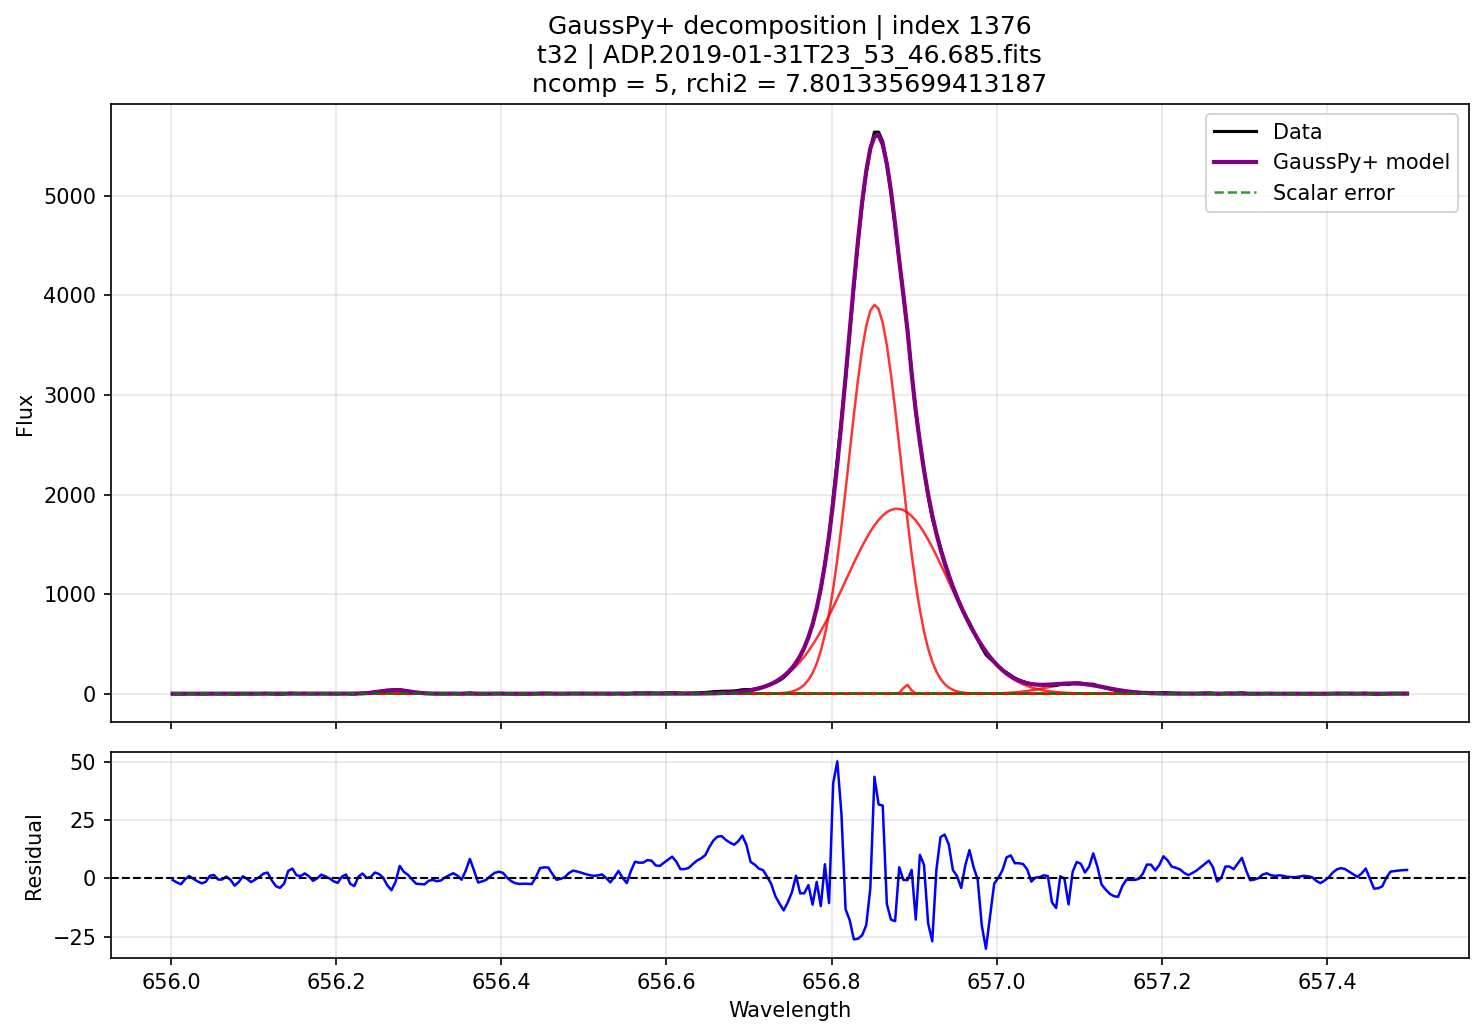 GaussPy+ decomposition | index 1376
t32 | ADP.2019-01-31T23_53_46.685.fits
ncomp = 5, rchi2 = 7.801335699413187
Data
GaussPy+ model
Scalar error
Flux
5000
4000
3000
2000
1000
0
Residual
50
25
0
−25
656.0 656.2 656.4 656.6 656.8 657.0 657.2 657.4
Wavelength